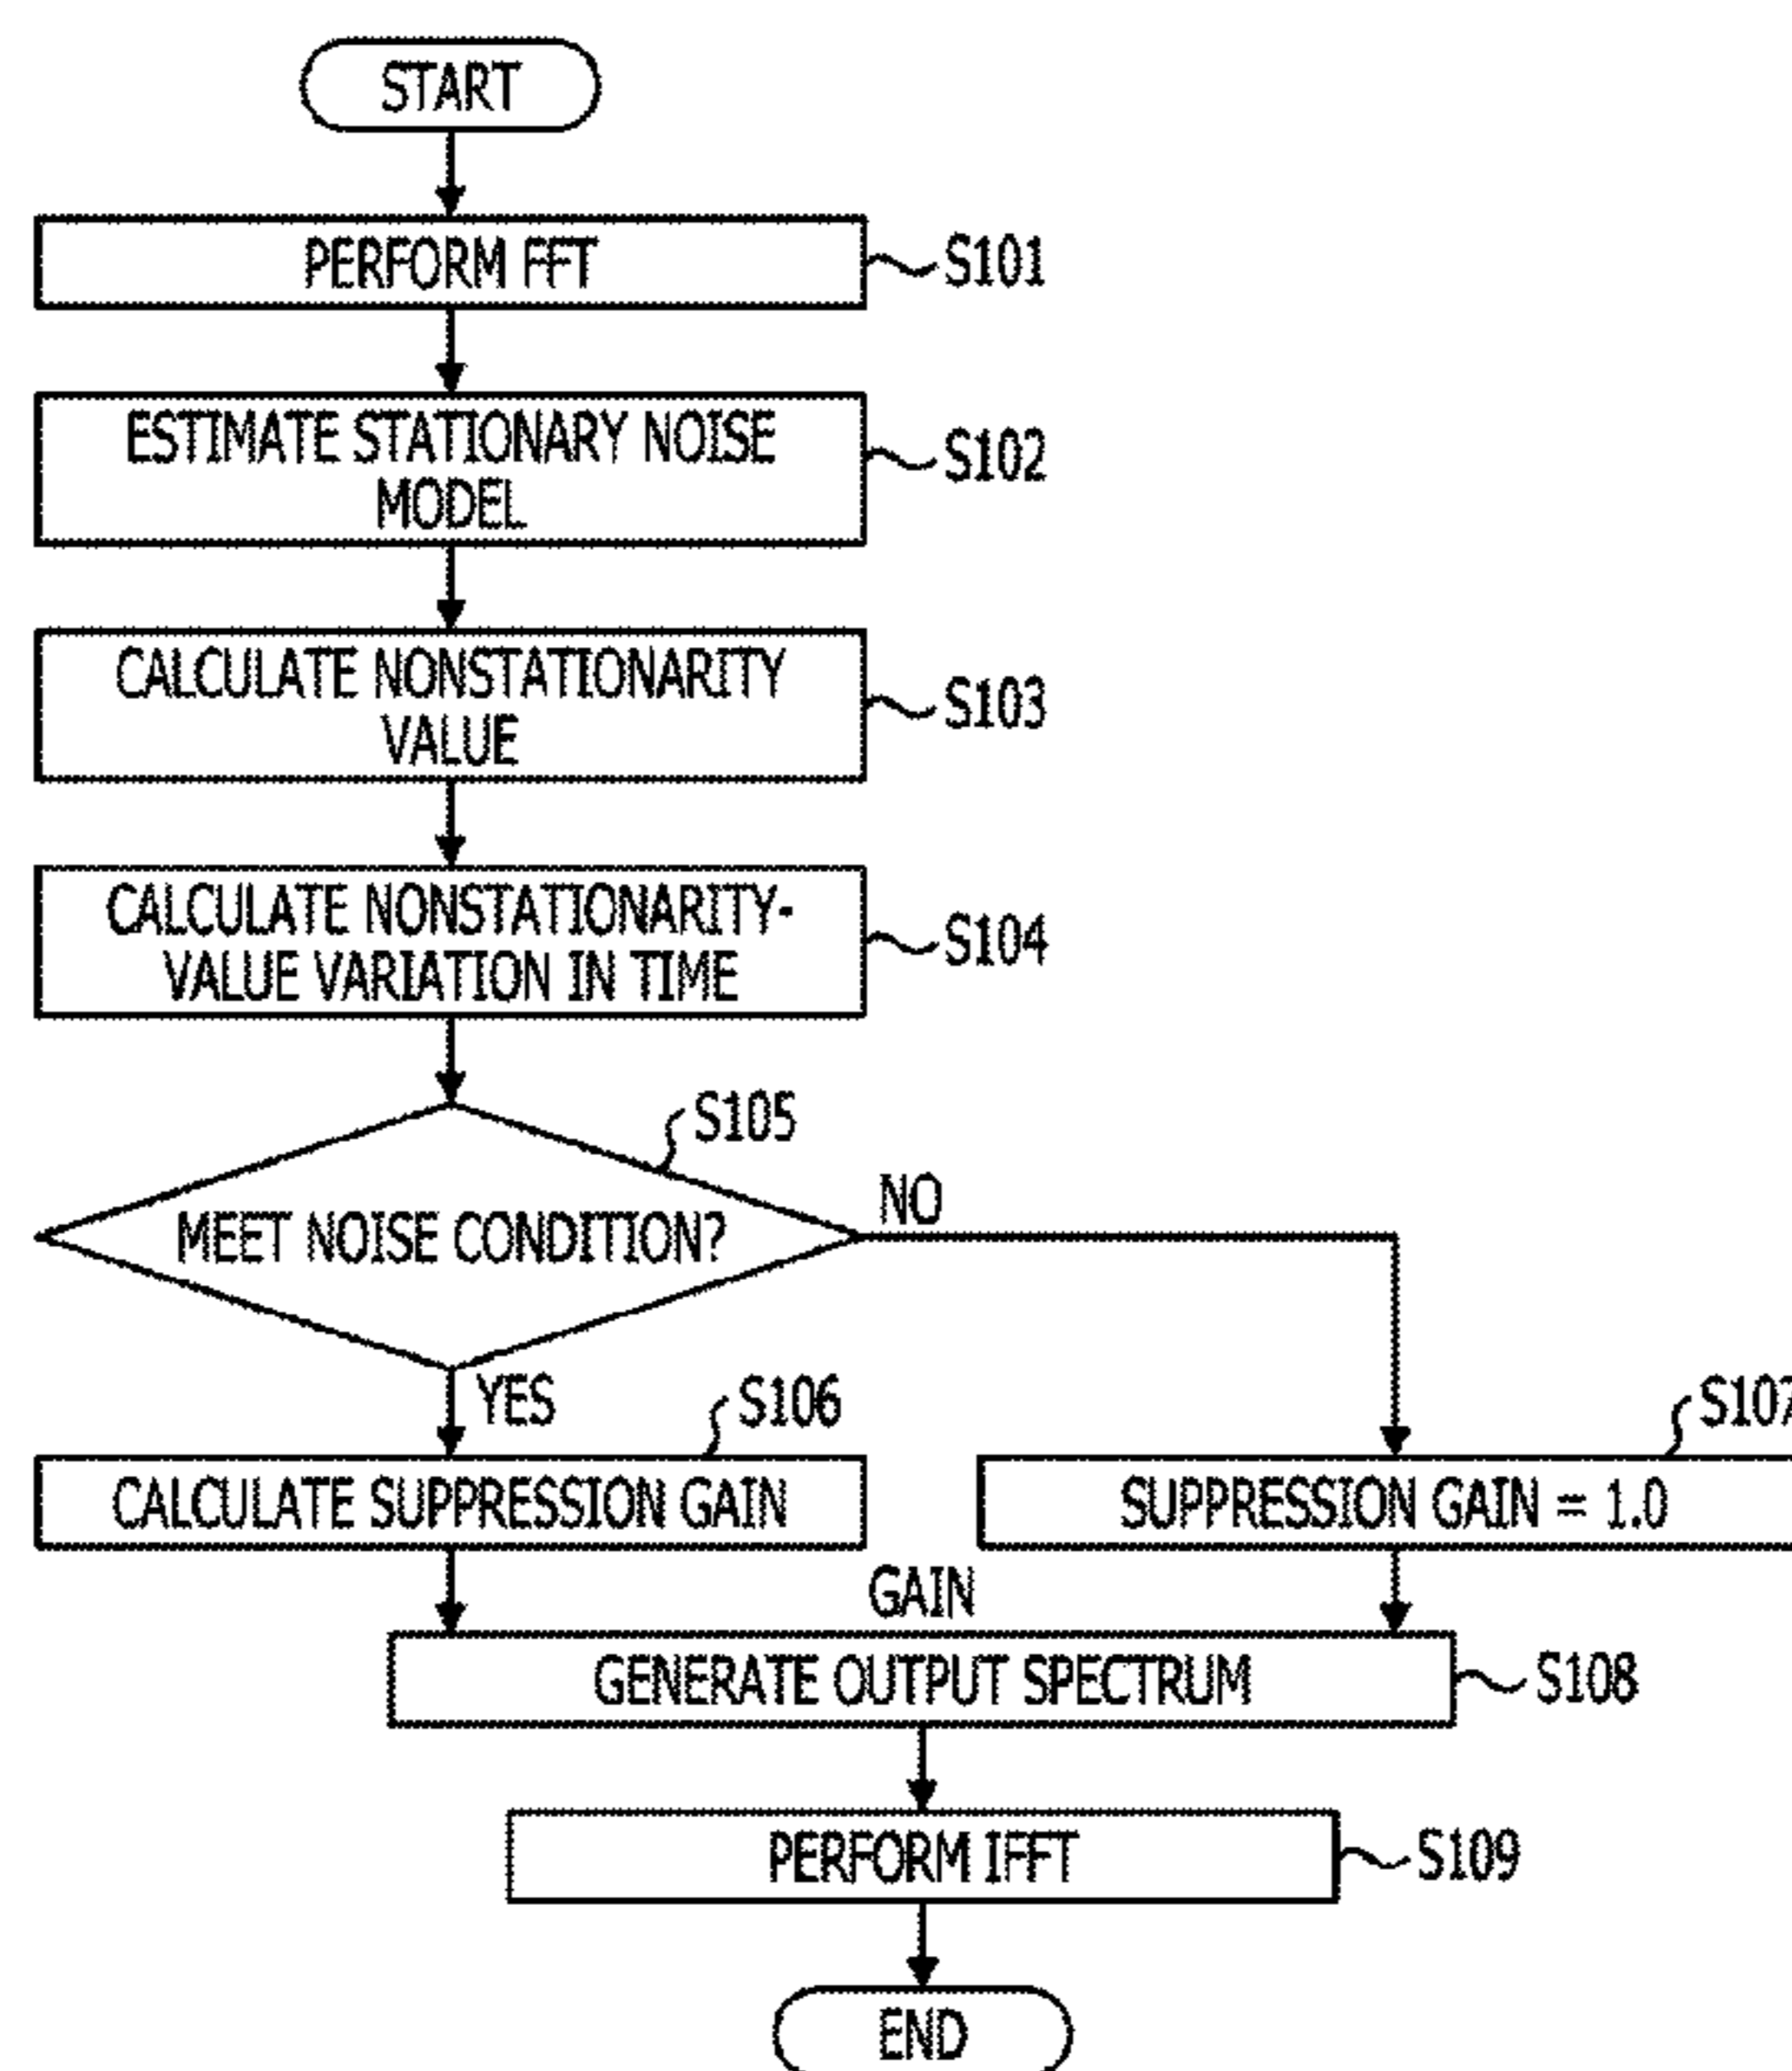 START
PERFORM FFT
S101
ESTIMATE STATIONARY NOISE
MODEL
S102
CALCULATE NONSTATIONARITY
VALUE
S103
CALCULATE NONSTATIONARITY-
VALUE VARIATION IN TIME
S104
S105
MEET NOISE CONDITION?
NO
YES
S106
S107
CALCULATE SUPPRESSION GAIN
SUPPRESSION GAIN = 1.0
GAIN
GENERATE OUTPUT SPECTRUM
S108
PERFORM IFFT
S109
END